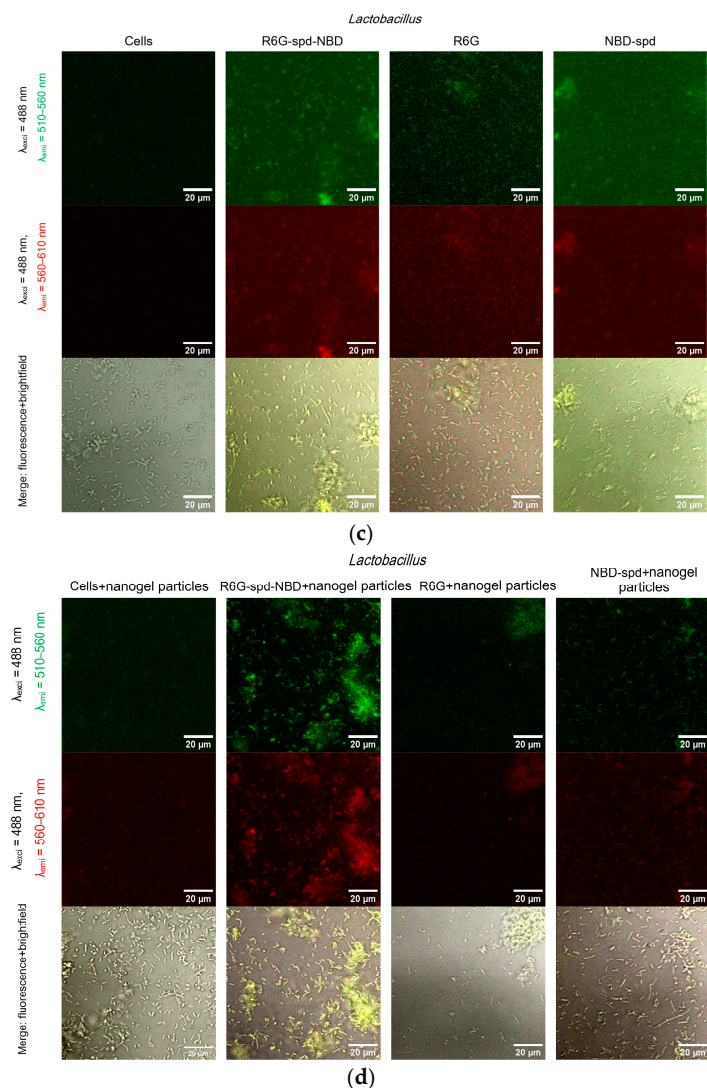 Lactobacillus
Cells
R6G-spd-NBD
R6G
NBD-spd
λexci = 488 nm
λemi = 510–560 nm
20 µm
20 µm
20 µm
20 µm
λexci = 488 nm,
λemi = 560–610 nm
20 µm
20 µm
20 µm
20 µm
Merge: fluorescence+brightfield
20 µm
20 µm
20 µm
20 µm
(c)
Lactobacillus
Cells+nanogel particles
R6G-spd-NBD+nanogel particles
R6G+nanogel particles
NBD-spd+nanogel
particles
λexci = 488 nm
λemi = 510–560 nm
20 µm
20 µm
20 µm
20 µm
λexci = 488 nm,
λemi = 560–610 nm
20 µm
20 µm
20 µm
20 µm
Merge: fluorescence+brightfield
20 µm
20 µm
20 µm
20 µm
(d)